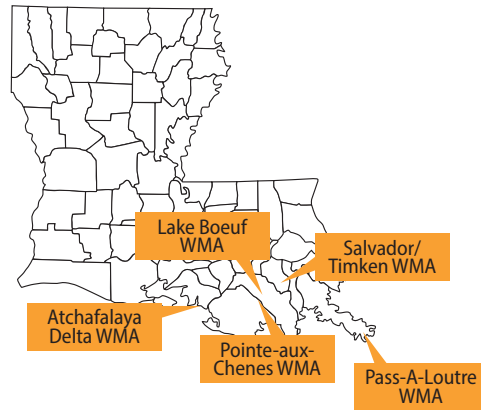 Lake Boeuf
WMA
Salvador/
Timken WMA
Atchafalaya
Delta WMA
Pointe-aux-
Chenes WMA
Pass-A-Loutre
WMA